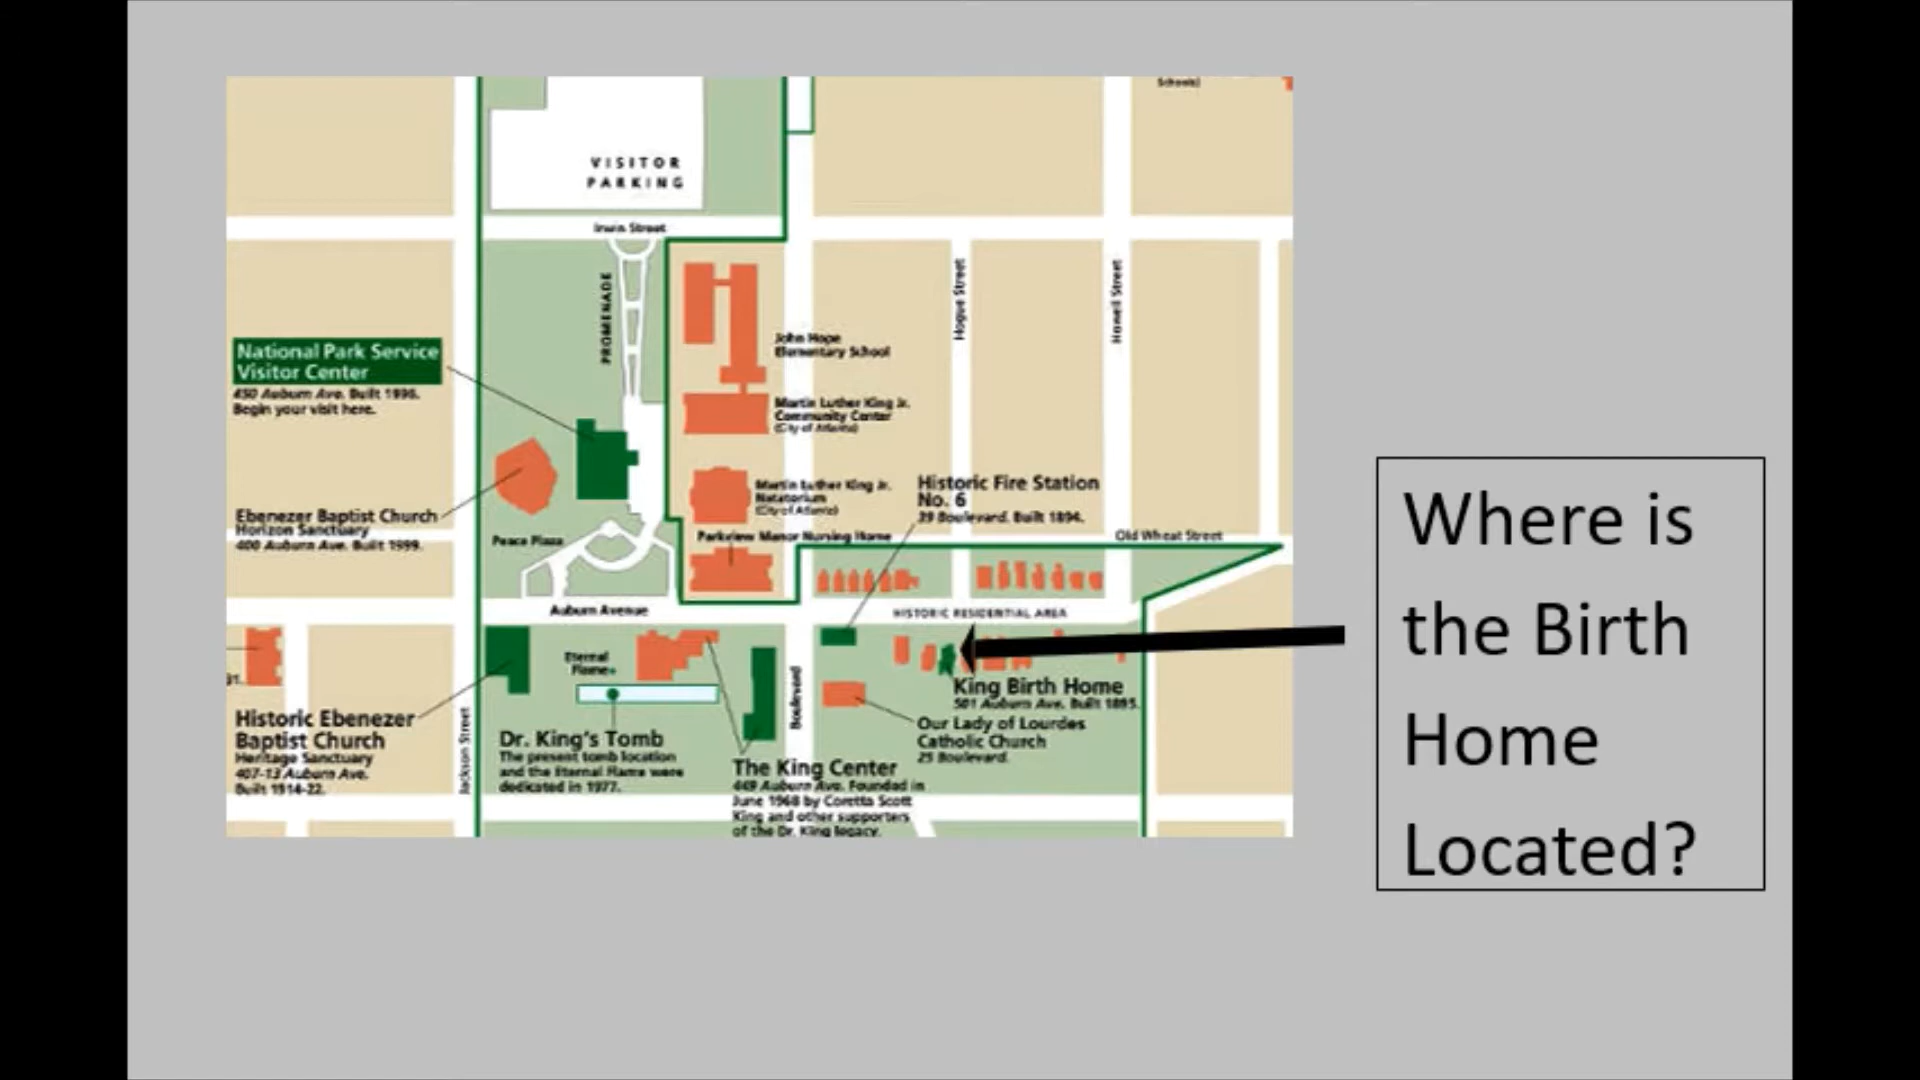 Schools)
VISITOR
PARKING
Irwin Street
PROMENADE
Hogue Street
Howell Street
John Hope
Elementary School
National Park Service
Visitor Center
450 Auburn Ave. Built 1996.
Begin your visit here.
Martin Luther King Jr.
Community Center
(City of Atlanta)
Martin Luther King Jr.
Natatorium
(City of Atlanta)
Historic Fire Station
No. 6
39 Boulevard. Built 1894.
Ebenezer Baptist Church
Horizon Sanctuary
400 Auburn Ave. Built 1999.
Peace Plaza
Parkview Manor Nursing Home
Old Wheat Street
Auburn Avenue
HISTORIC RESIDENTIAL AREA
Eternal
Flame
Boulevard
King Birth Home
501 Auburn Ave. Built 1895.
Our Lady of Lourdes
Catholic Church
25 Boulevard.
Historic Ebenezer
Baptist Church
Heritage Sanctuary
407-13 Auburn Ave.
Built 1914-22.
Jackson Street
Dr. King's Tomb
The present tomb location
and the Eternal Flame were
dedicated in 1977.
The King Center
449 Auburn Ave. Founded in
June 1968 by Coretta Scott
King and other supporters
of the Dr. King legacy.
Where is
the Birth
Home
Located?